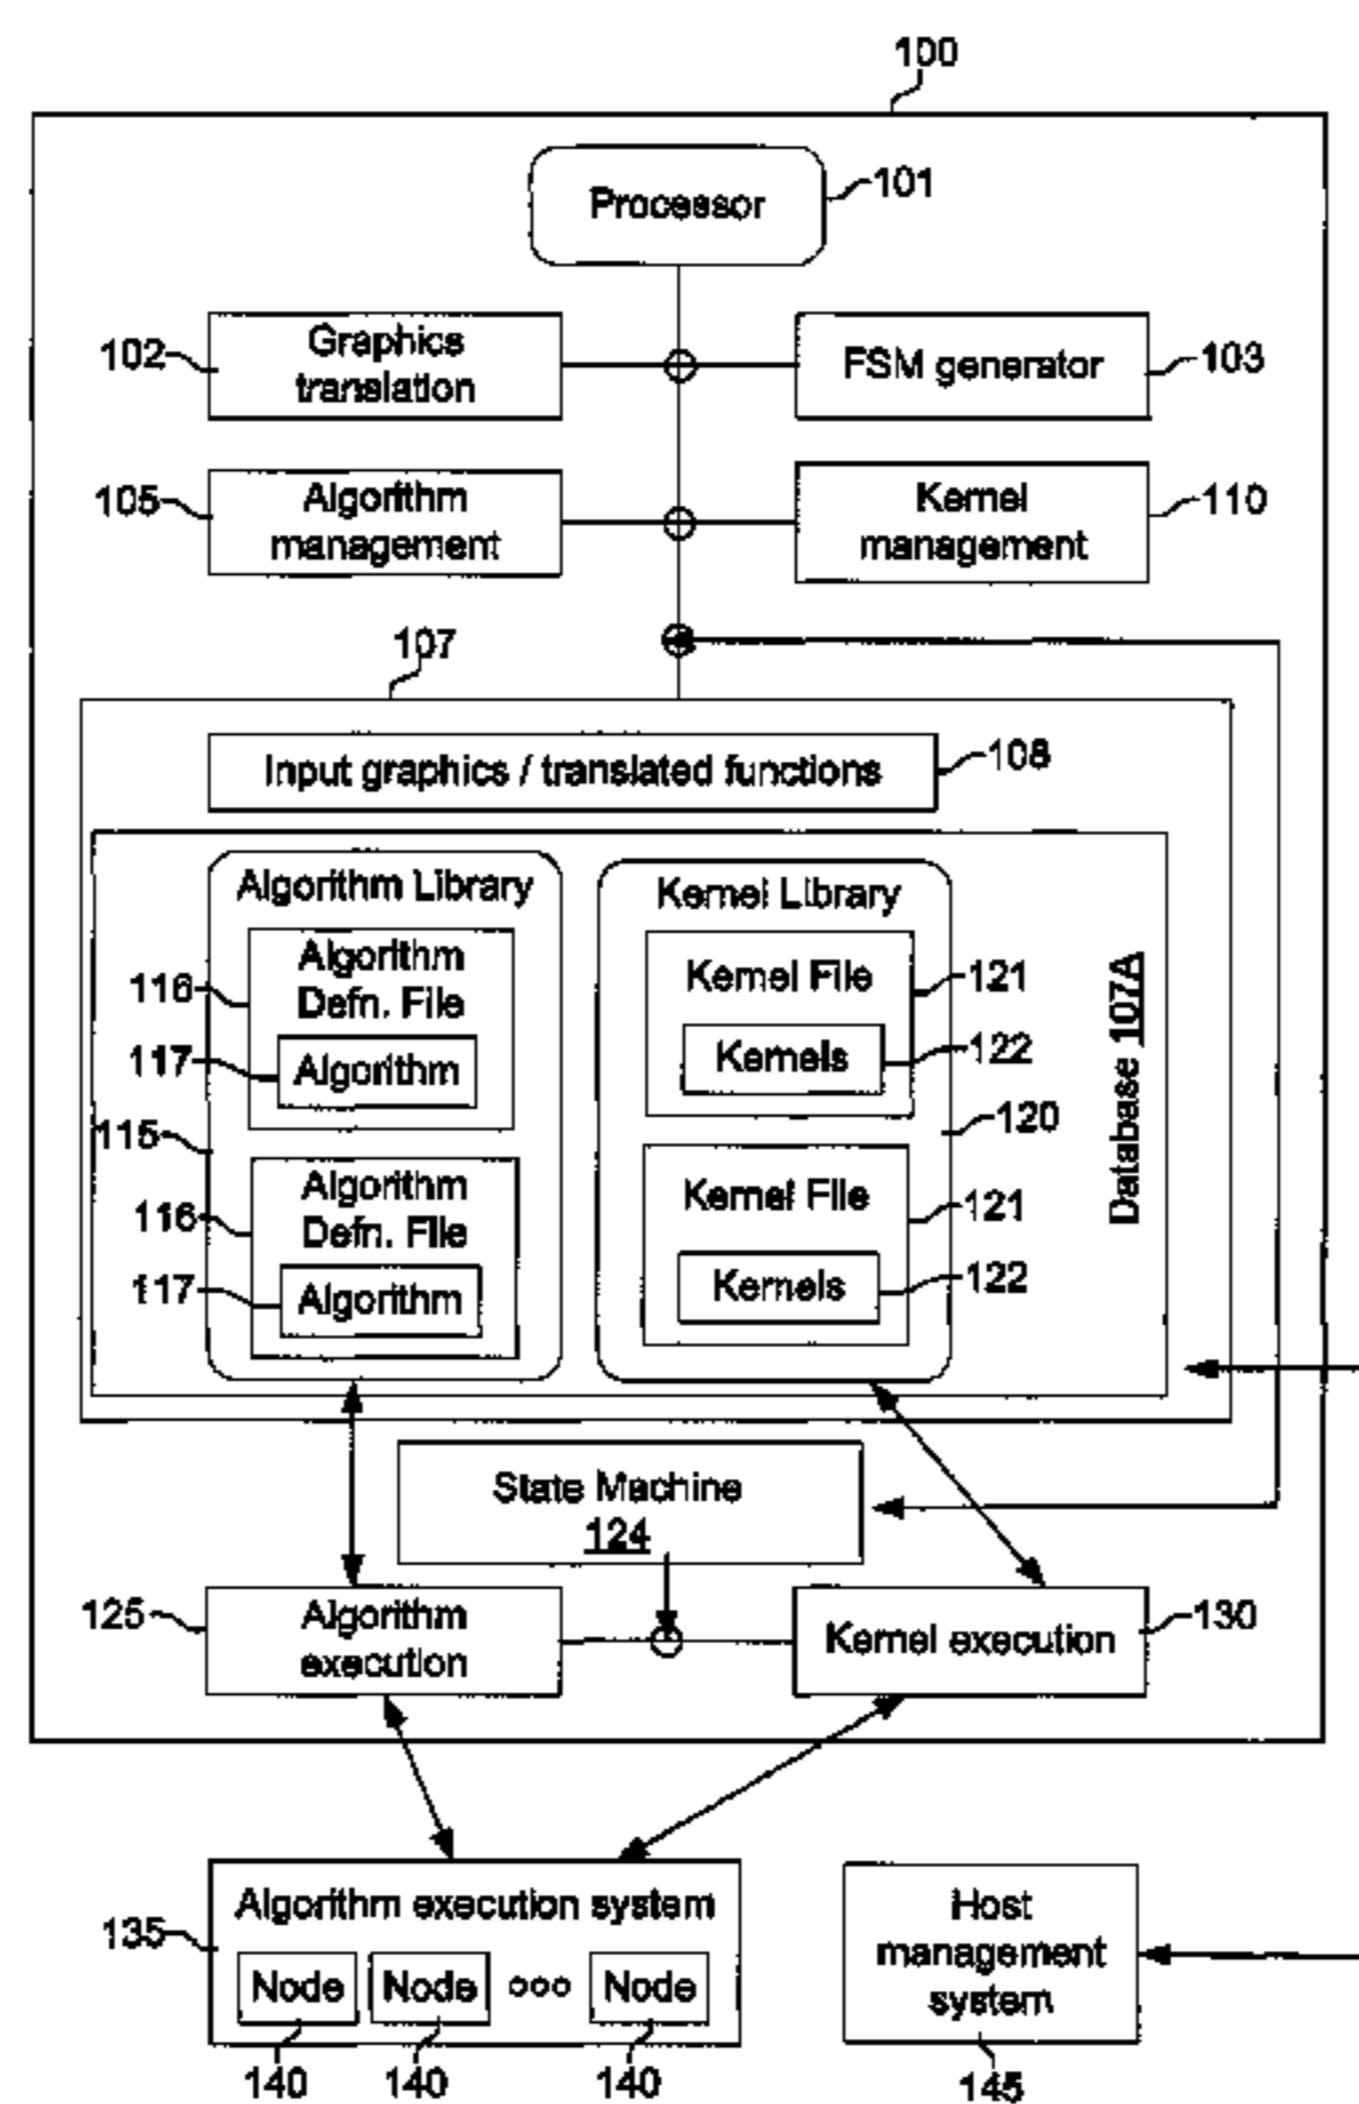 100
Processor
101
Graphics
translation
102
FSM generator
103
Algorithm
management
105
Kernel
management
110
107
Input graphics / translated functions
108
Algorithm Library
Kernel Library
Algorithm
Defn. File
116
Algorithm
117
Kernel File
121
Kernels
122
115
120
Database 107A
Algorithm
Defn. File
116
Algorithm
117
Kernel File
121
Kernels
122
State Machine
124
125
Algorithm
execution
Kernel execution
130
Algorithm execution system
135
Node Node ooo Node
140 140 140
Host
management
system
145